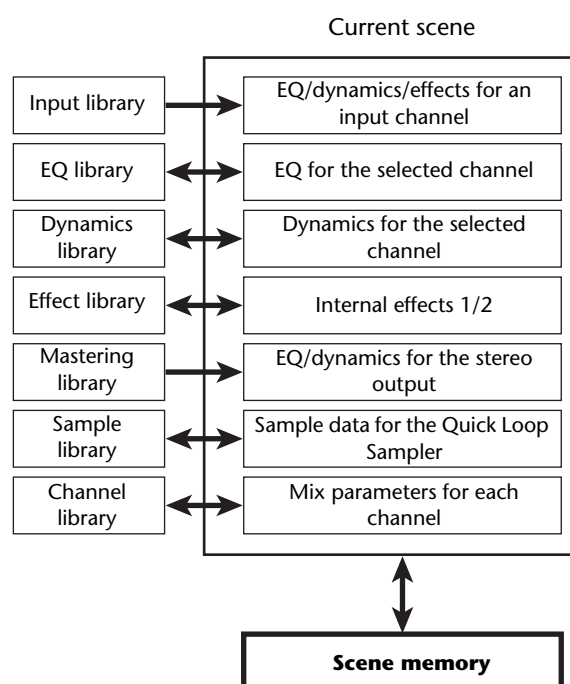 Current scene
Input library
EQ/dynamics/effects for an
input channel
EQ library
EQ for the selected channel
Dynamics
library
Dynamics for the selected
channel
Effect library
Internal effects 1/2
Mastering
library
EQ/dynamics for the stereo
output
Sample
library
Sample data for the Quick Loop
Sampler
Channel
library
Mix parameters for each
channel
Scene memory